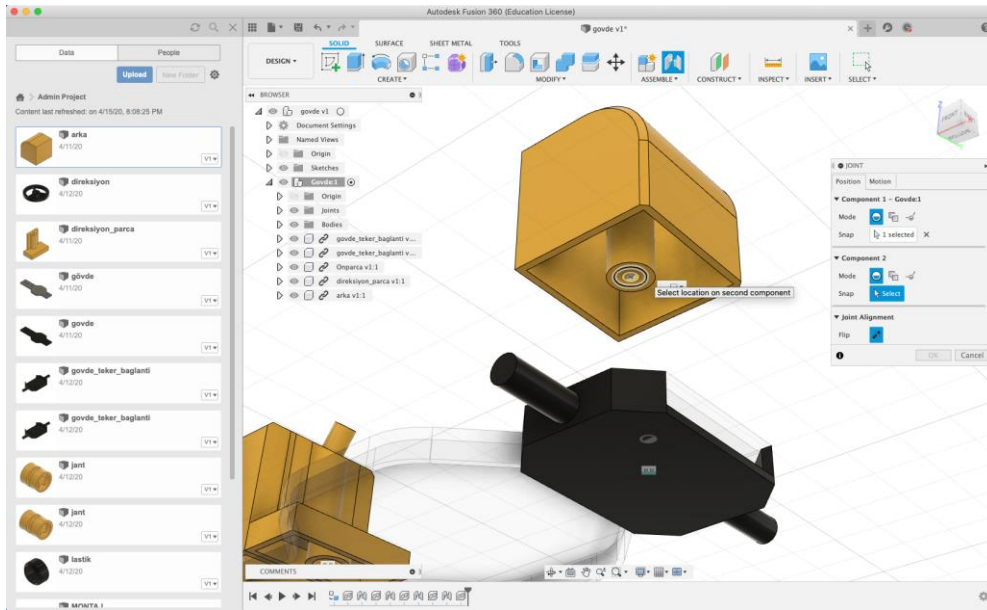 Autodesk Fusion 360 (Education License)
govde v1*
Data
People
Upload
New Folder
Admin Project
Content last refreshed: on 4/15/20, 8:08:25 PM
arka
4/11/20
V1
direksiyon
4/12/20
V1
direksiyon_parca
4/11/20
V1
gövde
4/11/20
govde
4/11/20
V1
govde_teker_baglanti
4/12/20
V1
govde_teker_baglanti
4/12/20
V1
jant
4/12/20
V1
jant
4/12/20
V1
lastik
4/12/20
V1
DESIGN
SOLID
SURFACE
SHEET METAL
TOOLS
CREATE
MODIFY
ASSEMBLE
CONSTRUCT
INSPECT
INSERT
SELECT
BROWSER
govde v1
Document Settings
Named Views
Origin
Sketches
Govde:1
Origin
Joints
Bodies
govde_teker_baglanti v...
govde_teker_baglanti v...
Onparca v1:1
direksiyon_parca v1:1
arka v1:1
Select location on second component
Z
FRONT
JOINT
Position
Motion
Component 1 - Govde:1
Mode
Snap
1 selected
Component 2
Mode
Snap
Select
Joint Alignment
Flip
OK
Cancel
COMMENTS